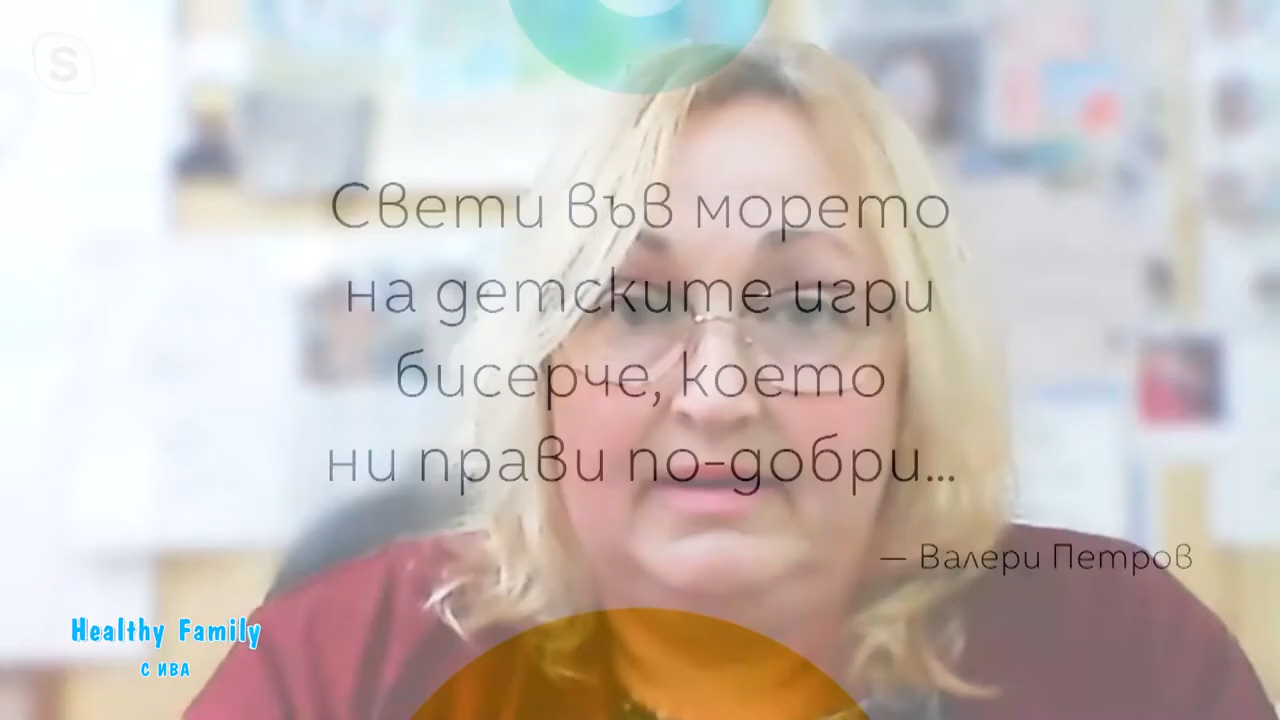 S
Свети във морето
на детските игри
бисерче, което
ни прави по-добри...
— Валери Петров
Healthy Family
С ИВА